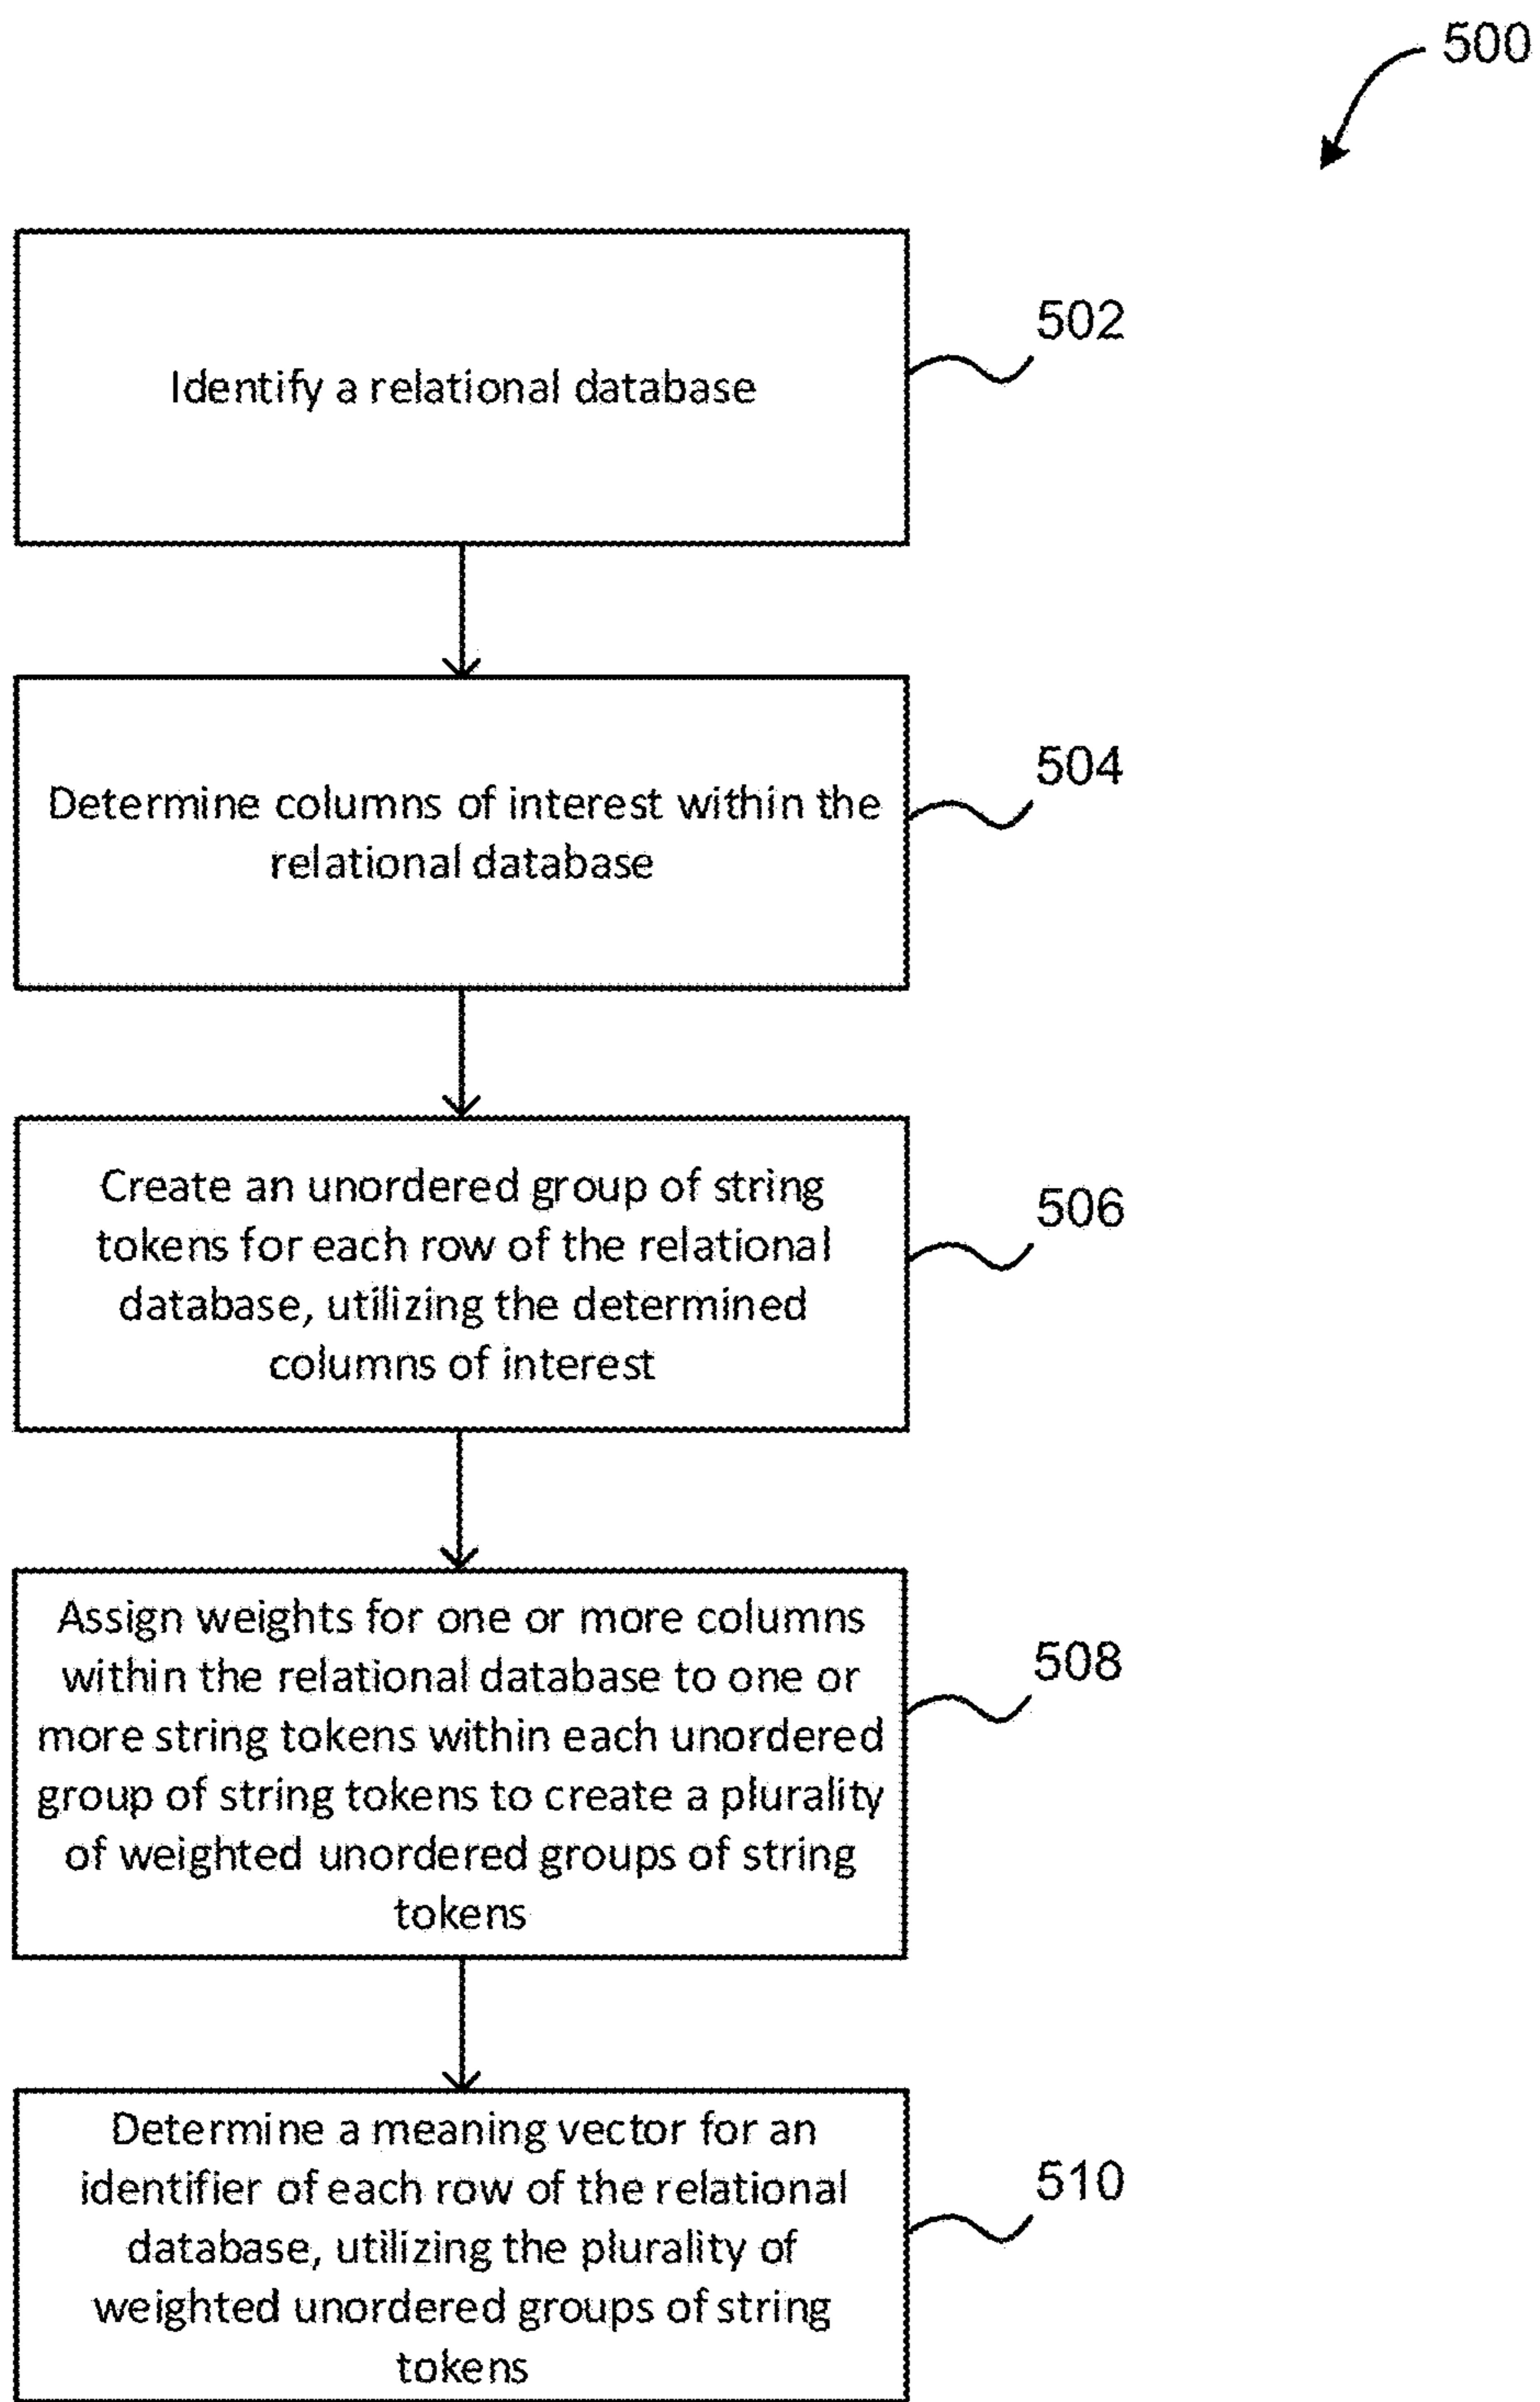 500
Identify a relational database
502
Determine columns of interest within the
relational database
504
Create an unordered group of string
tokens for each row of the relational
database, utilizing the determined
columns of interest
506
Assign weights for one or more columns
within the relational database to one or
more string tokens within each unordered
group of string tokens to create a plurality
of weighted unordered groups of string
tokens
508
Determine a meaning vector for an
identifier of each row of the relational
database, utilizing the plurality of
weighted unordered groups of string
tokens
510